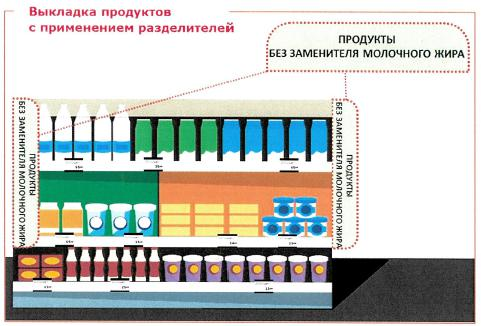 Выкладка продуктов
с применением разделителей
ПРОДУКТЫ
БЕЗ ЗАМЕНИТЕЛЯ МОЛОЧНОГО ЖИРА
ПРОДУКТЫ
БЕЗ ЗАМЕНИТЕЛЯ МОЛОЧНОГО ЖИРА
ПРОДУКТЫ
БЕЗ ЗАМЕНИТЕЛЯ МОЛОЧНОГО ЖИРА